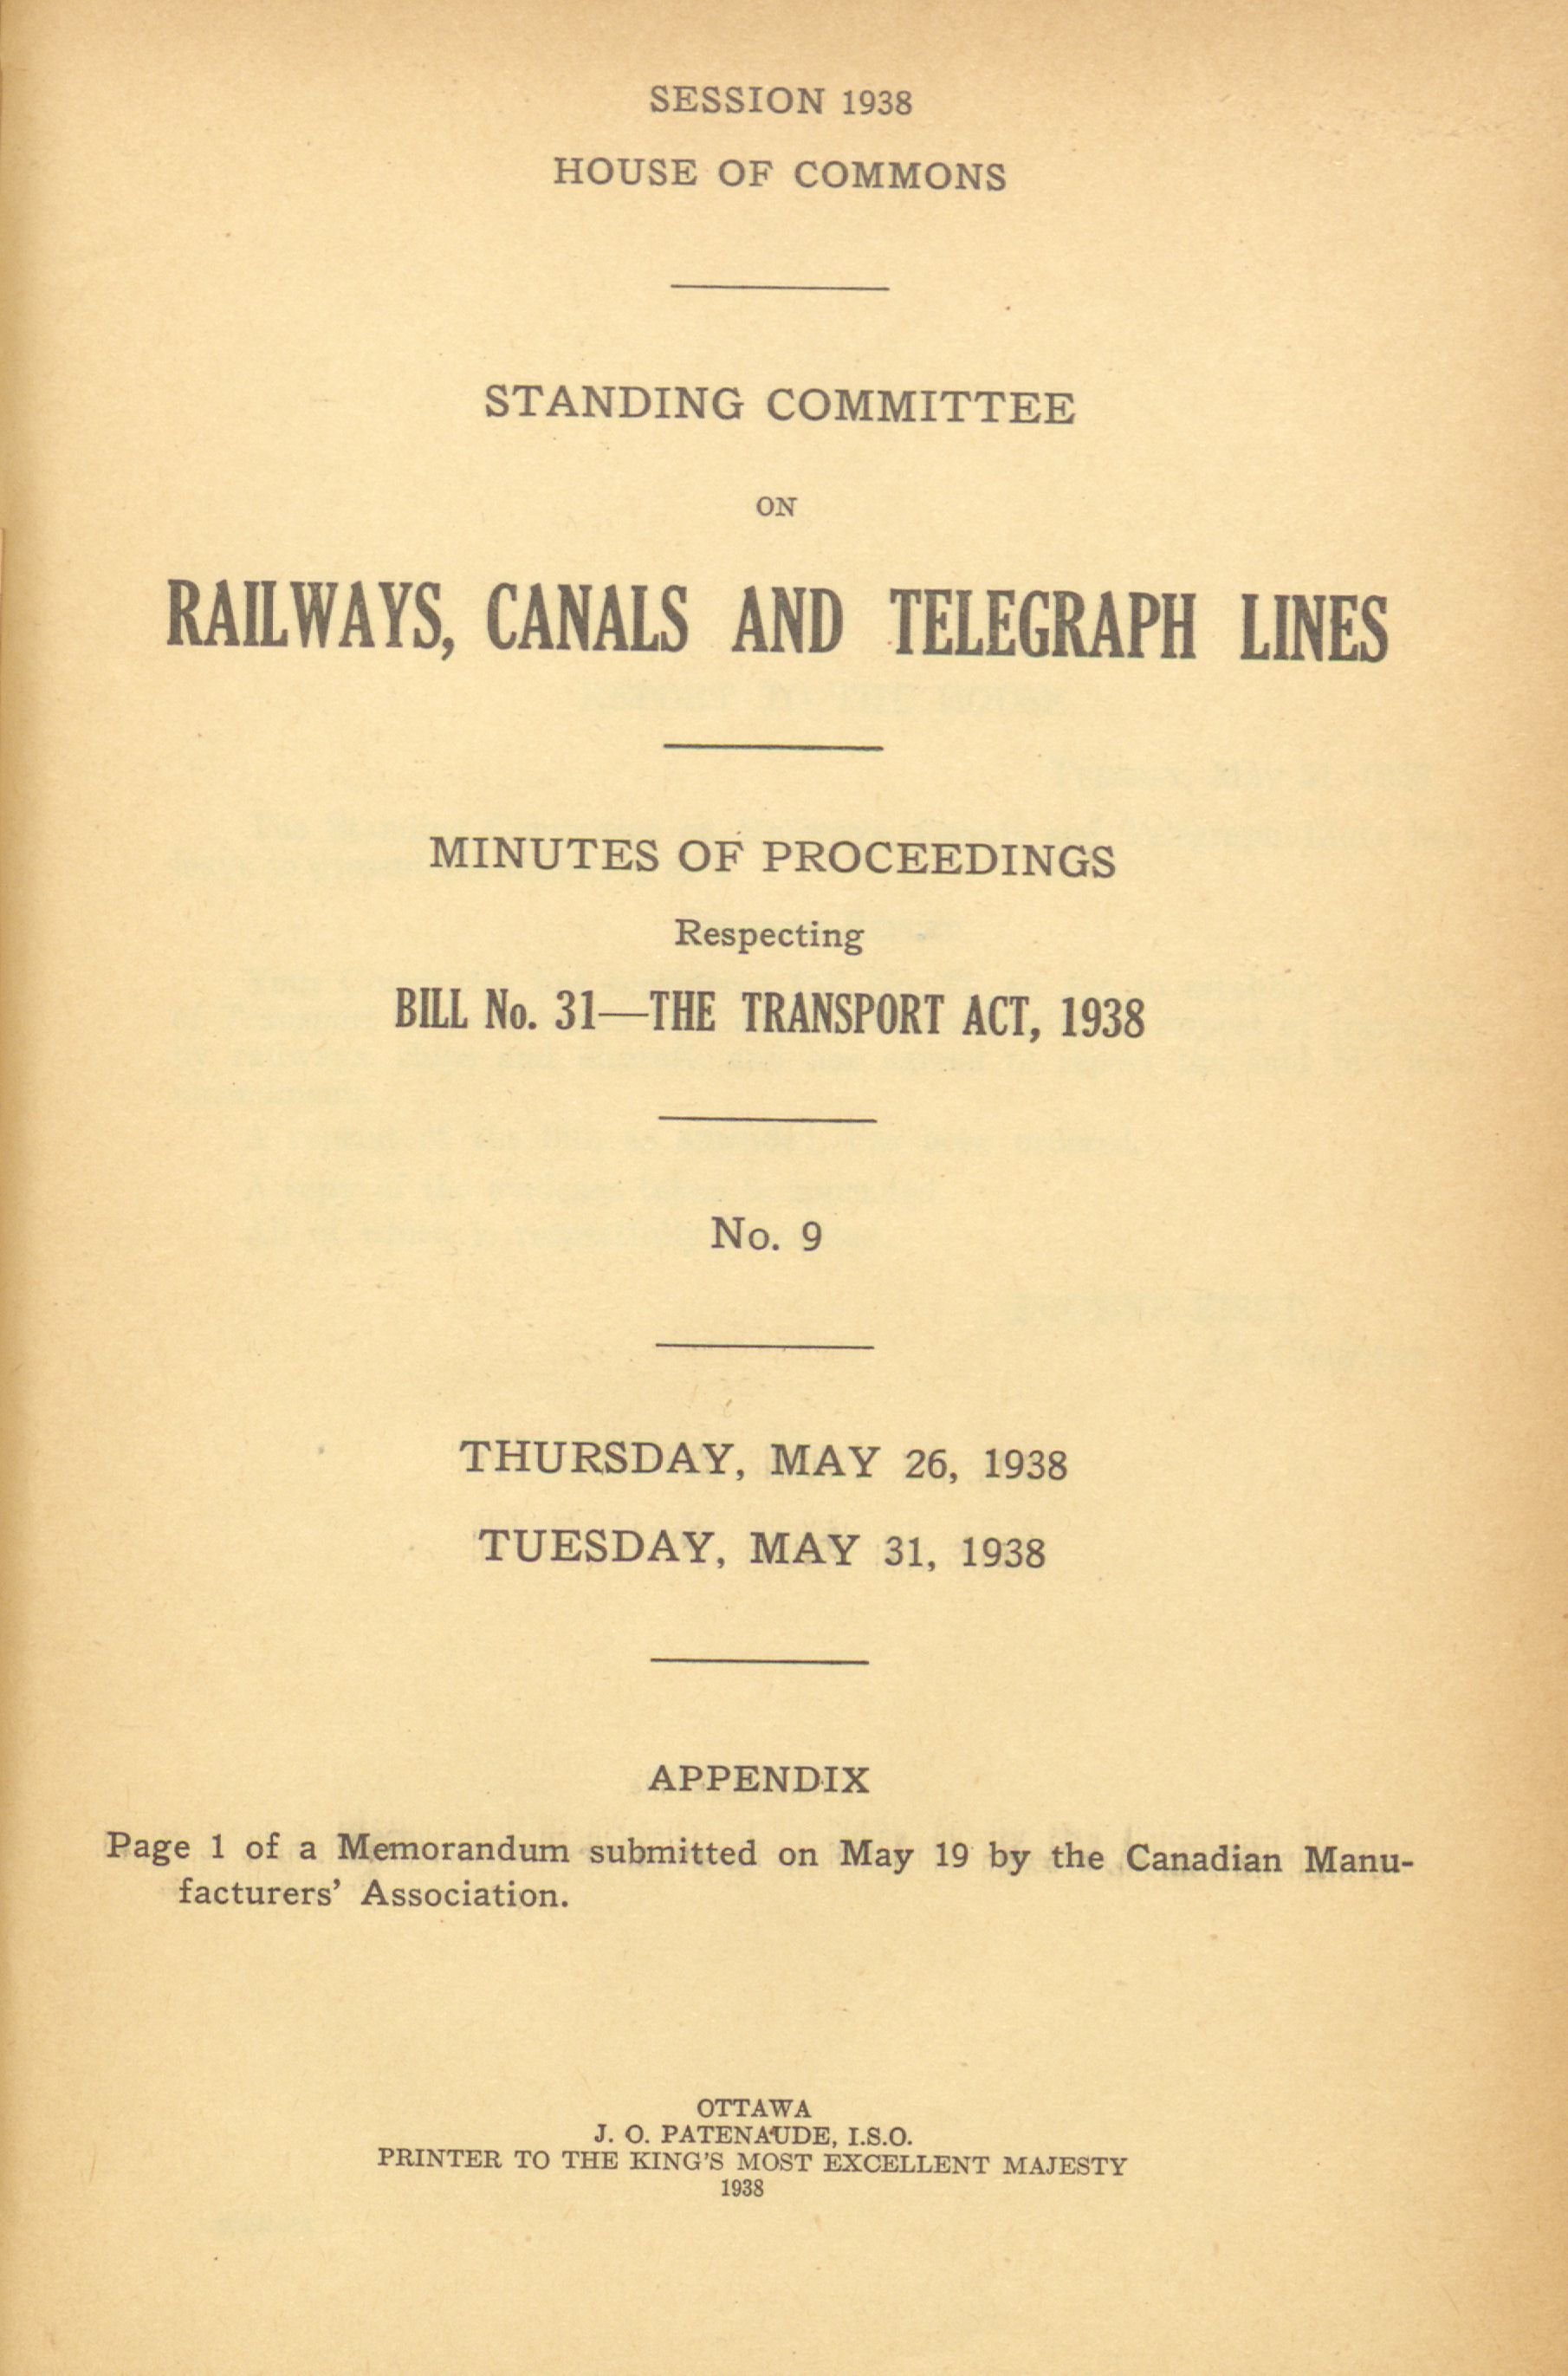 SESSION 1938
HOUSE OF COMMONS
STANDING COMMITTEE
ON
RAILWAYS, CANALS AND TELEGRAPH LINES
MINUTES OF PROCEEDINGS
Respecting
BILL No. 31—THE TRANSPORT ACT, 1938
No. 9
THURSDAY, MAY 26, 1938
TUESDAY, MAY 31, 1938
APPENDIX
Page 1 of a Memorandum submitted on May 19 by the Canadian Manu-
facturers' Association.
OTTAWA
J. O. PATENAUDE, I.S.O.
PRINTER TO THE KING'S MOST EXCELLENT MAJESTY
1938